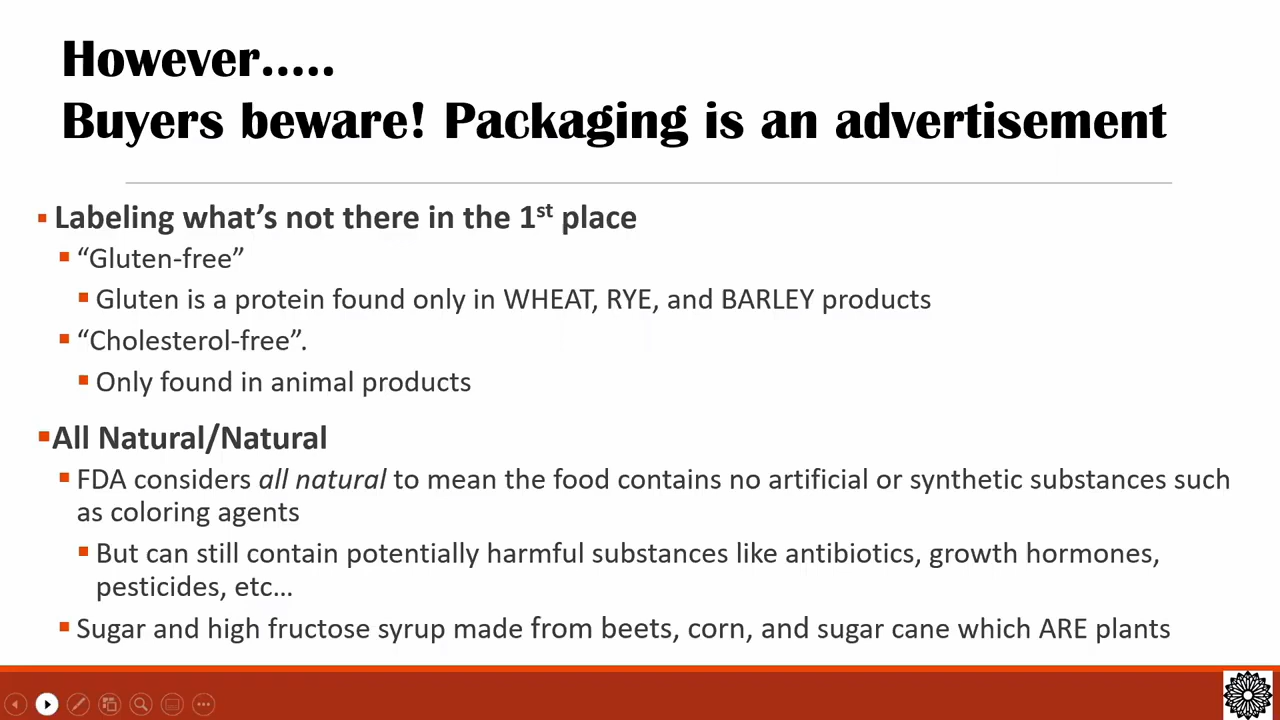 However.....
Buyers beware! Packaging is an advertisement
Labeling what’s not there in the 1st place
“Gluten-free”
Gluten is a protein found only in WHEAT, RYE, and BARLEY products
“Cholesterol-free”.
Only found in animal products
All Natural/Natural
FDA considers all natural to mean the food contains no artificial or synthetic substances such
as coloring agents
But can still contain potentially harmful substances like antibiotics, growth hormones,
pesticides, etc…
Sugar and high fructose syrup made from beets, corn, and sugar cane which ARE plants